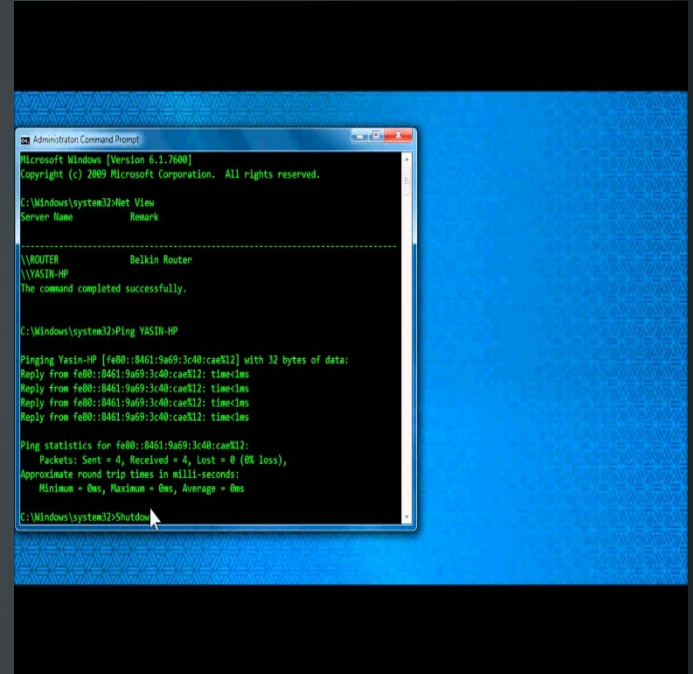 Administrator: Command Prompt
Microsoft Windows [Version 6.1.7600]
Copyright (c) 2009 Microsoft Corporation. All rights reserved.
C:\Windows\system32>Net View
Server Name Remark
-------------------------------------------------------------------------------
\\ROUTER Belkin Router
\\YASIN-HP
The command completed successfully.
C:\Windows\system32>Ping YASIN-HP
Pinging Yasin-HP [fe80::8461:9a69:3c40:cae%12] with 32 bytes of data:
Reply from fe80::8461:9a69:3c40:cae%12: time<1ms
Reply from fe80::8461:9a69:3c40:cae%12: time<1ms
Reply from fe80::8461:9a69:3c40:cae%12: time<1ms
Reply from fe80::8461:9a69:3c40:cae%12: time<1ms
Ping statistics for fe80::8461:9a69:3c40:cae%12:
Packets: Sent = 4, Received = 4, Lost = 0 (0% loss),
Approximate round trip times in milli-seconds:
Minimum = 0ms, Maximum = 0ms, Average = 0ms
C:\Windows\system32>Shutdow